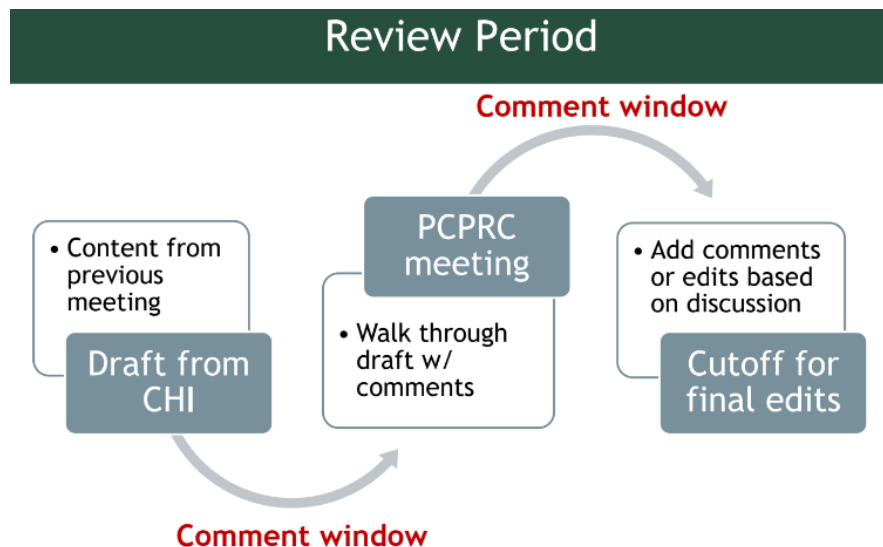 Review Period
Comment window
• Content from
previous
meeting
Draft from
CHI
PCPRC
meeting
• Walk through
draft w/
comments
• Add comments
or edits based
on discussion
Cutoff for
final edits
Comment window